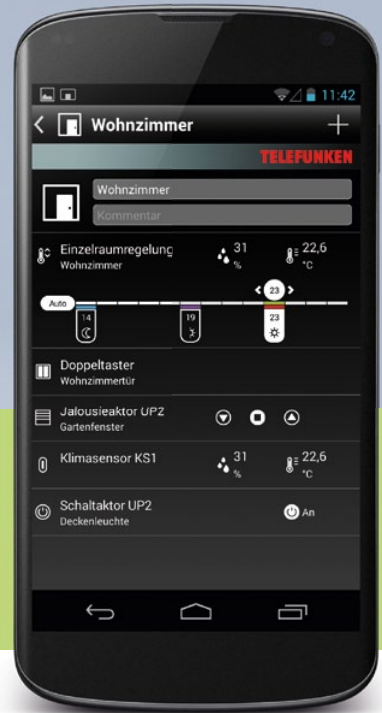 11:42
Wohnzimmer
TELEFUNKEN
Wohnzimmer
Kommentar
Einzelraumregelung 31 % 22,6 °C
Wohnzimmer
23
Auto
14 19 23
Doppeltaster
Wohnzimmertür
Jalousieaktor UP2
Gartenfenster
Klimasensor KS1 31 % 22,6 °C
Schaltaktor UP2 An
Deckenleuchte